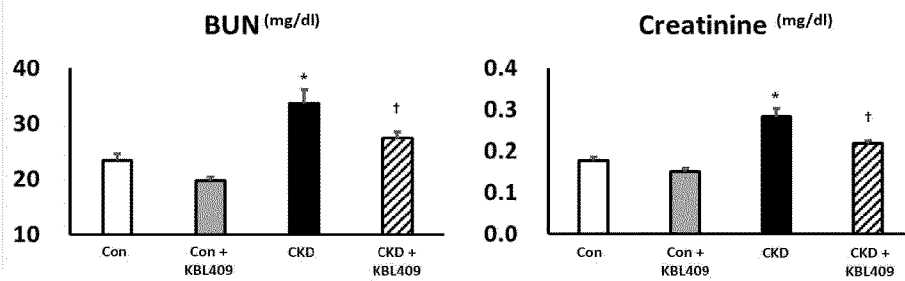 BUN (mg/dl)
40
30
20
10
*
†
Con
Con +
KBL409
CKD
CKD +
KBL409
Creatinine (mg/dl)
0.4
0.3
0.2
0.1
0.0
*
†
Con
Con +
KBL409
CKD
CKD +
KBL409